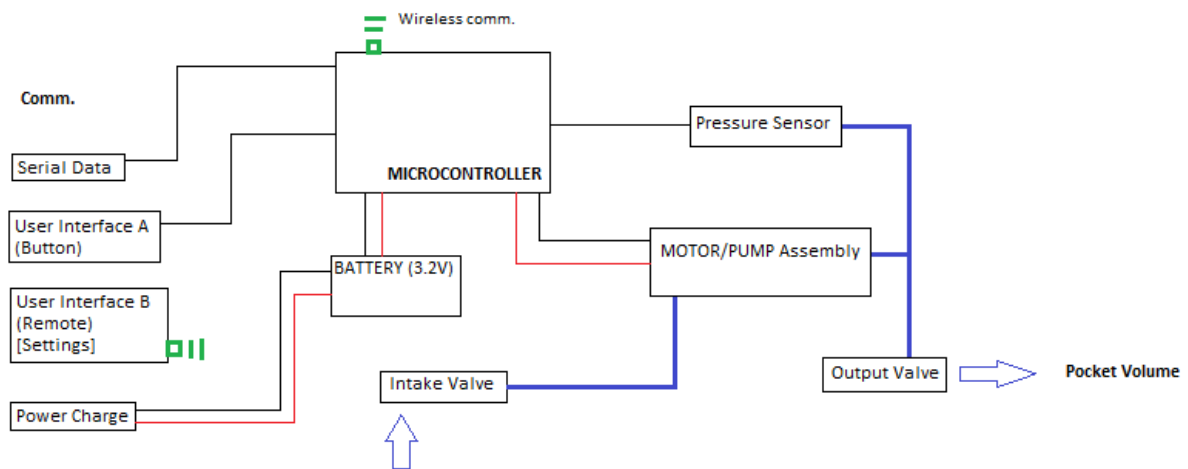 Wireless comm.
Comm.
Serial Data
User Interface A
(Button)
User Interface B
(Remote)
[Settings]
Power Charge
MICROCONTROLLER
BATTERY (3.2V)
Pressure Sensor
MOTOR/PUMP Assembly
Intake Valve
Output Valve
Pocket Volume